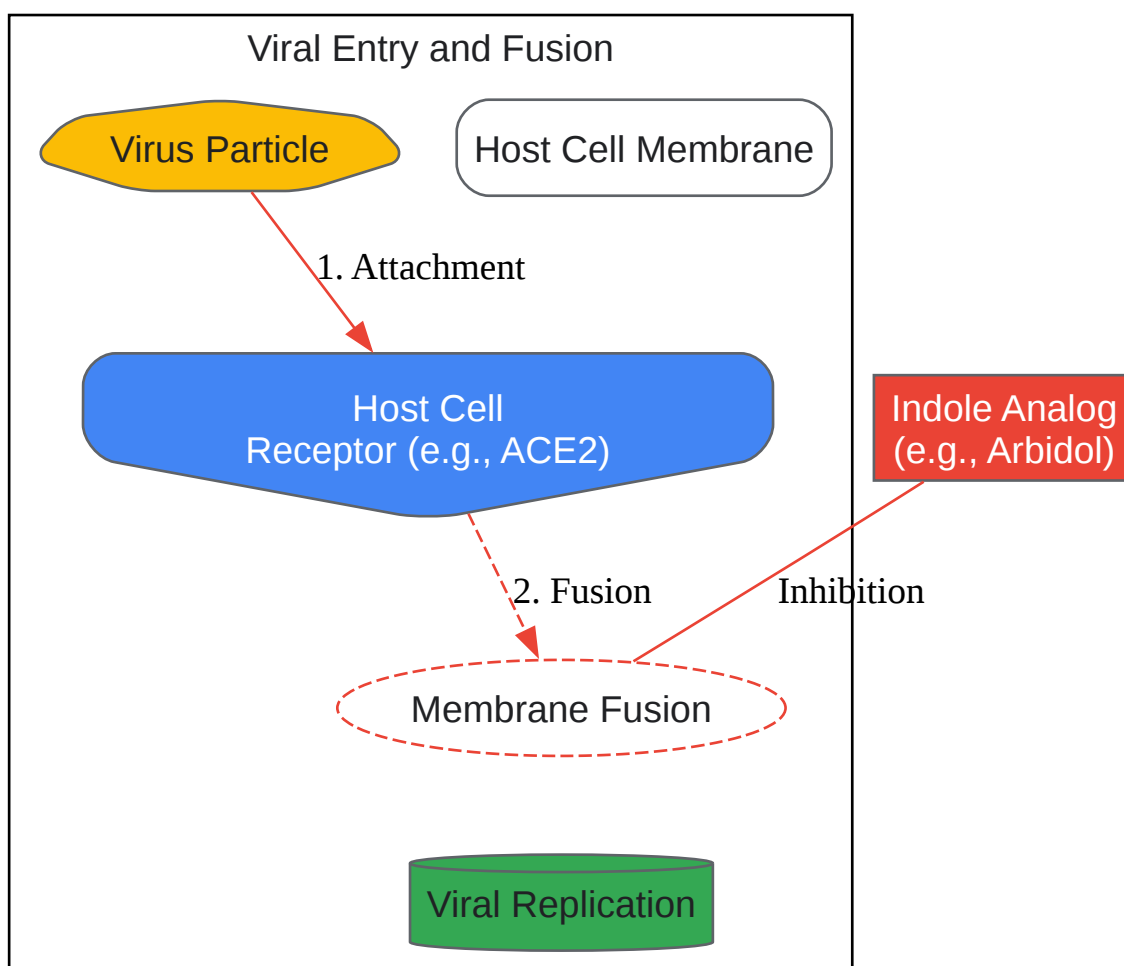 Viral Entry and Fusion
Virus Particle
Host Cell Membrane
1. Attachment
Host Cell
Receptor (e.g., ACE2)
Indole Analog
(e.g., Arbidol)
2. Fusion
Inhibition
Membrane Fusion
Viral Replication